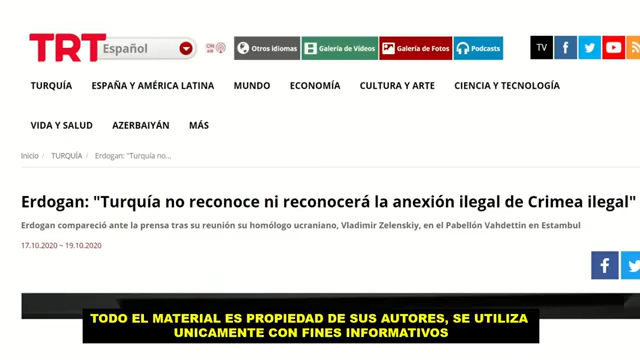 TRT Español
ON AIR
Otros idiomas
Galería de Videos
Galería de Fotos
Podcasts
TV
TURQUÍA ESPAÑA Y AMÉRICA LATINA MUNDO ECONOMÍA CULTURA Y ARTE CIENCIA Y TECNOLOGÍA
VIDA Y SALUD AZERBAIYÁN MÁS
Inicio / TURQUÍA / Erdogan: "Turquía no...
Erdogan: "Turquía no reconoce ni reconocerá la anexión ilegal de Crimea ilegal"
Erdogan compareció ante la prensa tras su reunión su homólogo ucraniano, Vladimir Zelenskiy, en el Pabellón Vahdettin en Estambul
17.10.2020 ~ 19.10.2020
TODO EL MATERIAL ES PROPIEDAD DE SUS AUTORES, SE UTILIZA
UNICAMENTE CON FINES INFORMATIVOS